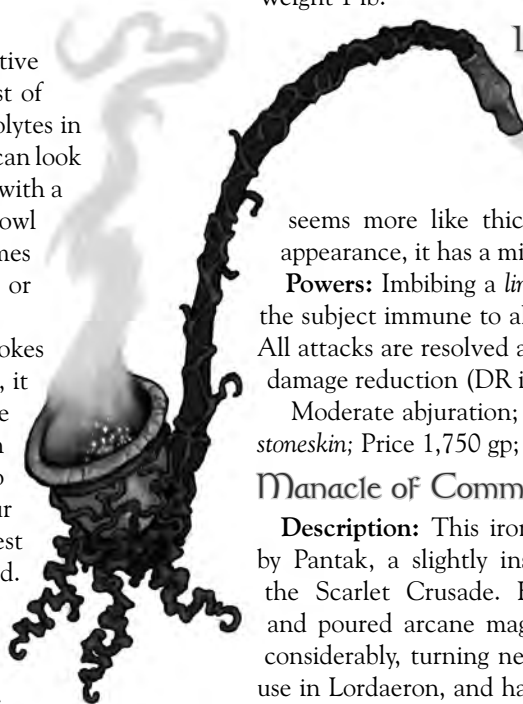 tive
st of
olytes in
can look
with a
owl
mes
or
okes
, it
e
n
o
ur
est
d.
weight 1 lb.
L
seems more like thic
appearance, it has a mi
Powers: Imbibing a lin
the subject immune to al
All attacks are resolved a
damage reduction (DR i
Moderate abjuration;
stoneskin; Price 1,750 gp;
Manacle of Comm
Description: This iron
by Pantak, a slightly ins
the Scarlet Crusade. H
and poured arcane mag
considerably, turning ne
use in Lordaeron, and ha